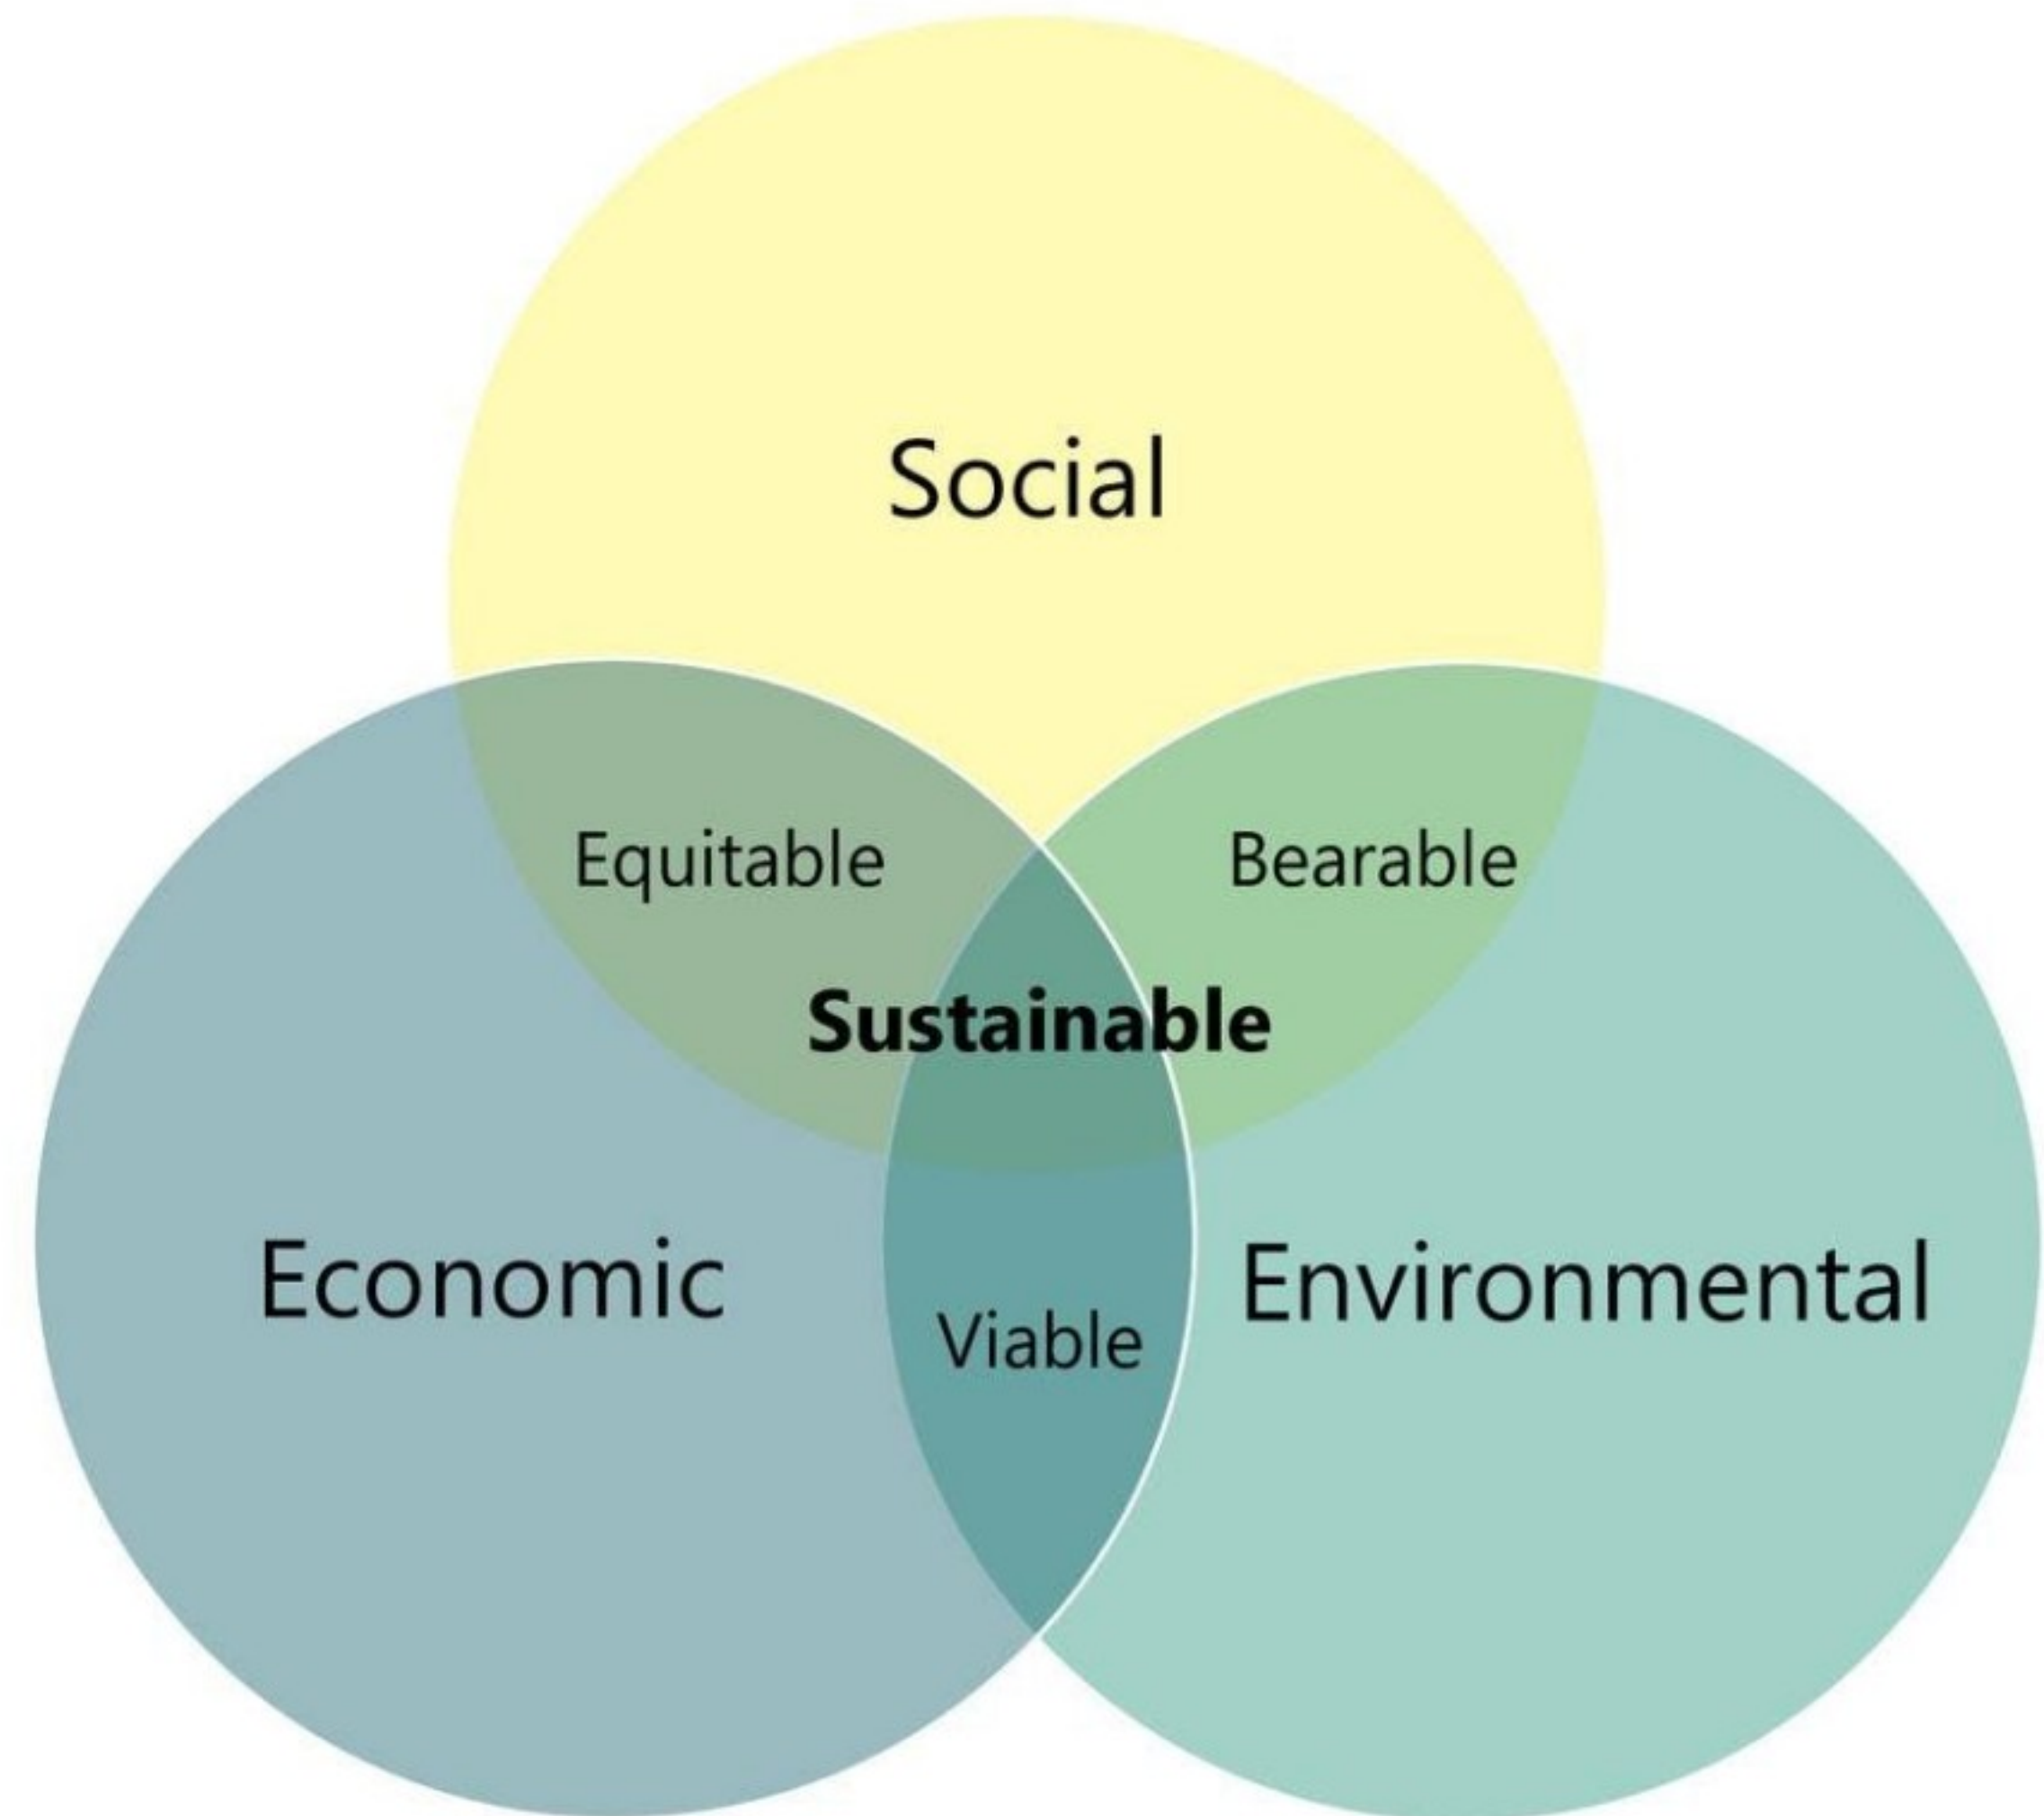 Social
Equitable
Bearable
Sustainable
Economic
Environmental
Viable